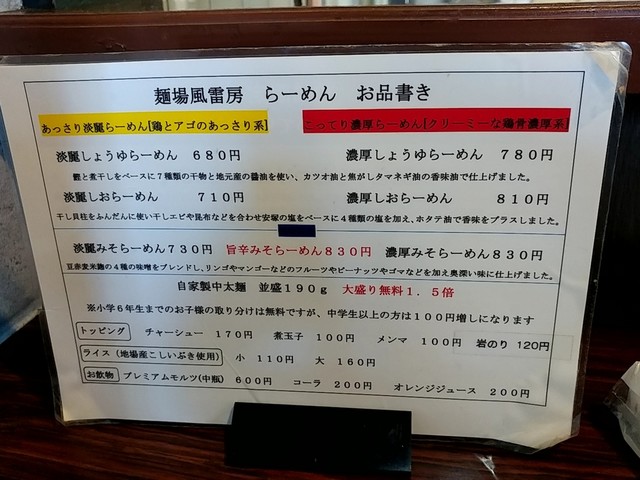 麺場風雷房　らーめん　お品書き
あっさり淡麗らーめん[鶏とアゴのあっさり系]　こってり濃厚らーめん[クリーミーな鶏骨濃厚系]
淡麗しょうゆらーめん　６８０円　濃厚しょうゆらーめん　７８０円
鰹と煮干しをベースに７種類の干物と地元産の醤油を使い、カツオ油と焦がしタマネギ油の香味油で仕上げました。
淡麗しおらーめん　７１０円　濃厚しおらーめん　８１０円
干し貝柱をふんだんに使い干しエビや昆布などを合わせ安塚の塩をベースに４種類の塩を加え、ホタテ油で香味をプラスしました。
淡麗みそらーめん７３０円　旨辛みそらーめん８３０円　濃厚みそらーめん８３０円
豆赤麦米麹の４種の味噌をブレンドし、リンゴやマンゴーなどのフルーツやピーナッツやゴマなどを加え奥深い味に仕上げました。
自家製中太麺　並盛１９０ｇ　大盛り無料１．５倍
※小学６年生までのお子様の取り分けは無料ですが、中学生以上の方は１００円増しになります
トッピング　チャーシュー　１７０円　煮玉子　１００円　メンマ　１００円　岩のり　120円
ライス（地場産こしいぶき使用）　小　１１０円　大　１６０円
お飲物　プレミアムモルツ(中瓶)　６００円　コーラ　２００円　オレンジジュース　２００円